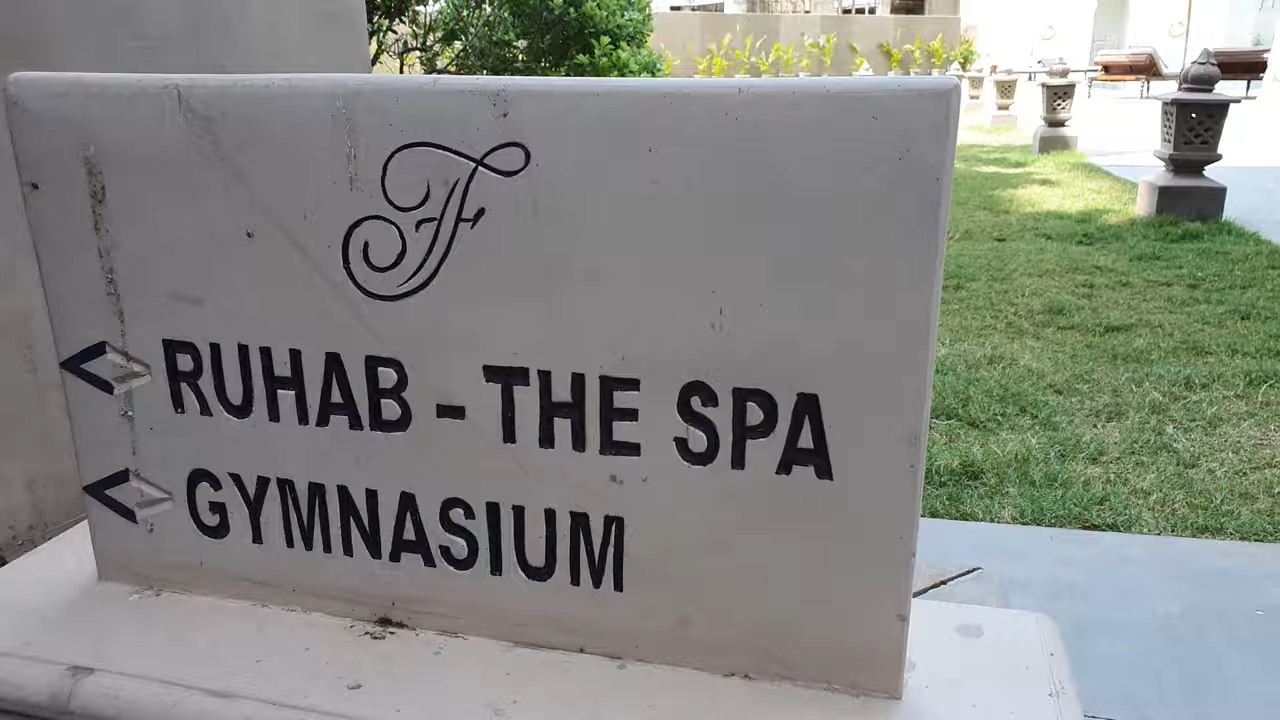 F
< RUHAB - THE SPA
< GYMNASIUM